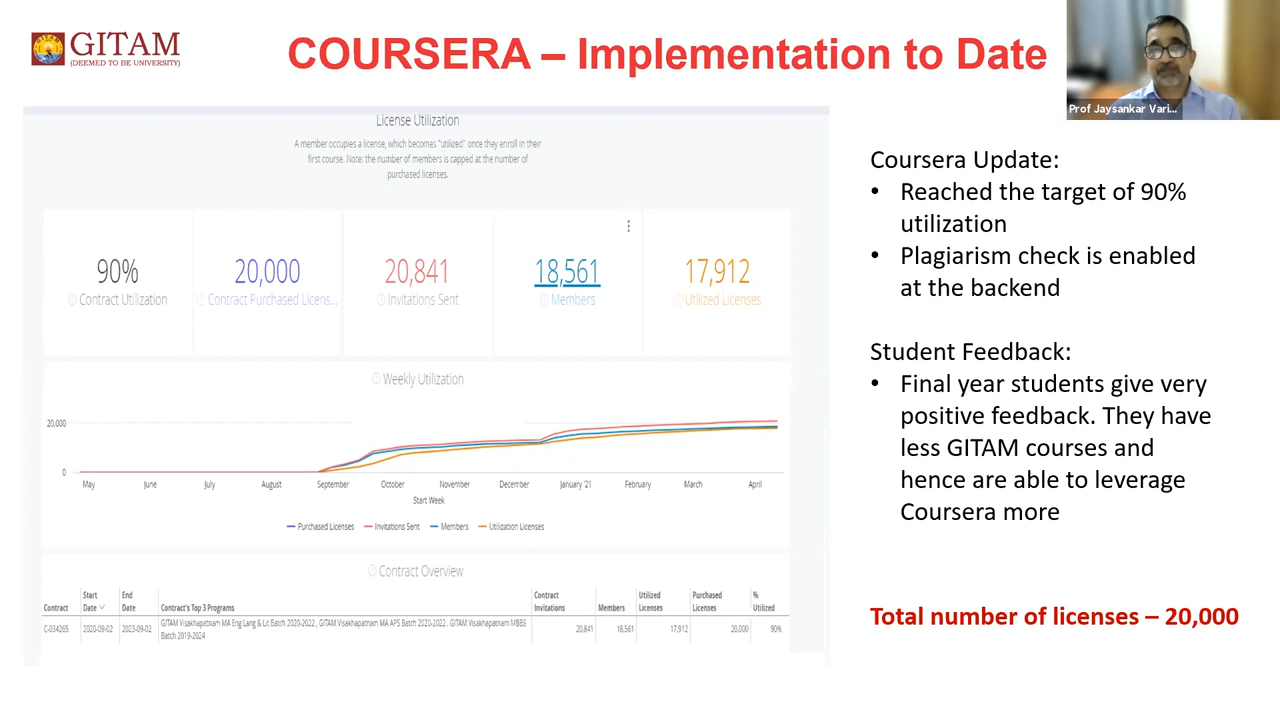 GITAM
(DEEMED TO BE UNIVERSITY)
COURSERA – Implementation to Date
Prof Jaysankar Vari...
License Utilization
A member occupies a license, which becomes "utilized" once they enroll in their
first course. Note: the number of members is capped at the number of
purchased licenses.
90%
Contract Utilization
20,000
Contract Purchased Licens...
20,841
Invitations Sent
18,561
Members
17,912
Utilized Licenses
Weekly Utilization
20,000
0
May June July August September October November December January '21 February March April
Start Week
Purchased Licenses Invitations Sent Members Utilization Licenses
Contract Overview
Contract Start Date End Date Contract's Top 3 Programs Contract Invitations Members Utilized Licenses Purchased Licenses % Utilized
C-034265 2020-09-02 2023-09-02 GITAM Visakhapatnam MA Eng Lang & Lit Batch 2020-2022 , GITAM Visakhapatnam MA APS Batch 2020-2022 , GITAM Visakhapatnam MBBS 20,841 18,561 17,912 20,000 90%
Batch 2019-2024
Coursera Update:
• Reached the target of 90%
utilization
• Plagiarism check is enabled
at the backend
Student Feedback:
• Final year students give very
positive feedback. They have
less GITAM courses and
hence are able to leverage
Coursera more
Total number of licenses – 20,000